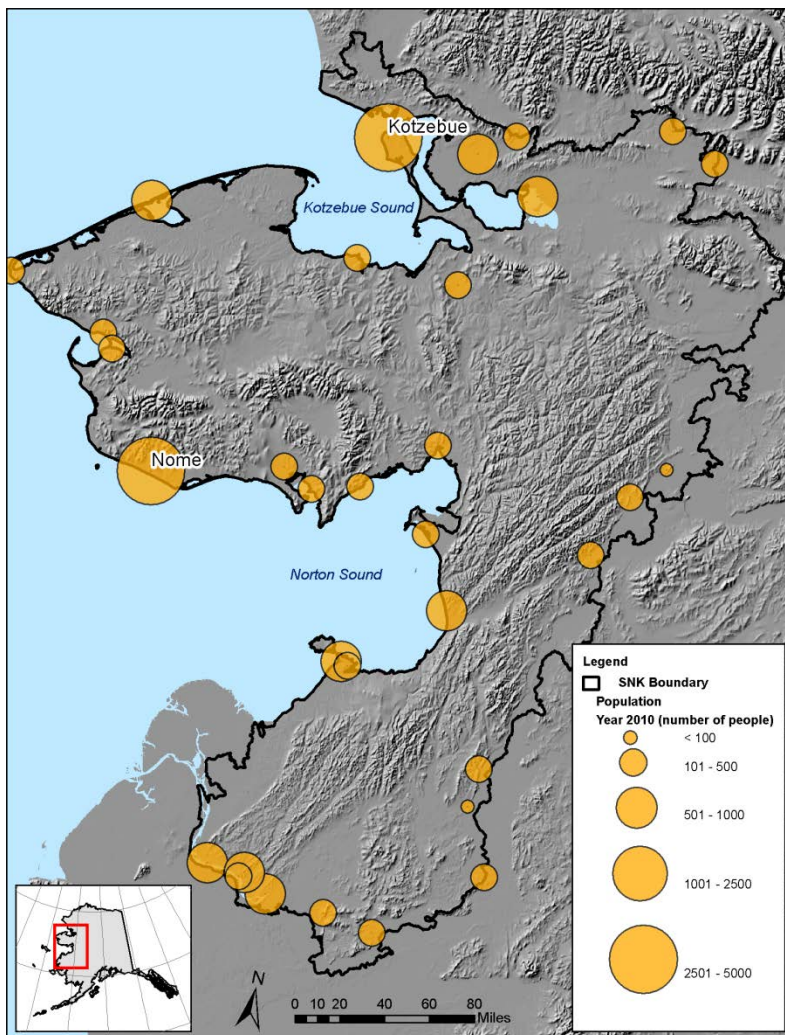 Kotzebue
Kotzebue Sound
Nome
Norton Sound
Legend
SNK Boundary
Population
Year 2010 (number of people)
< 100
101 - 500
501 - 1000
1001 - 2500
2501 - 5000
N
0 10 20 40 60 80
Miles